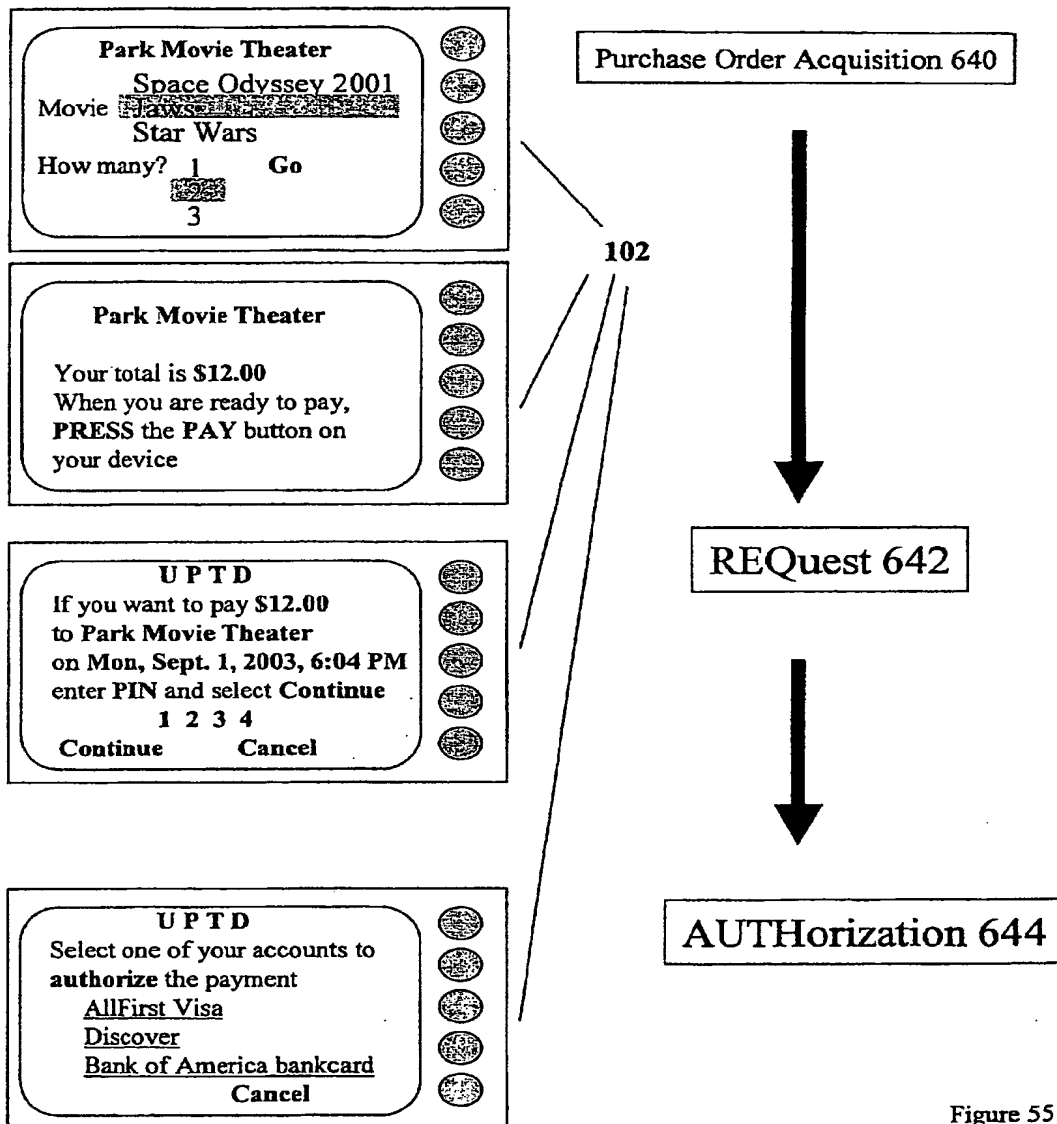 Park Movie Theater
Space Odyssey 2001
Movie Jaws
Star Wars
How many? 1 Go
2
3
Purchase Order Acquisition 640
102
Park Movie Theater
Your total is $12.00
When you are ready to pay,
PRESS the PAY button on
your device
REQuest 642
U P T D
If you want to pay $12.00
to Park Movie Theater
on Mon, Sept. 1, 2003, 6:04 PM
enter PIN and select Continue
1 2 3 4
Continue Cancel
AUTHorization 644
U P T D
Select one of your accounts to
authorize the payment
AllFirst Visa
Discover
Bank of America bankcard
Cancel
Figure 55